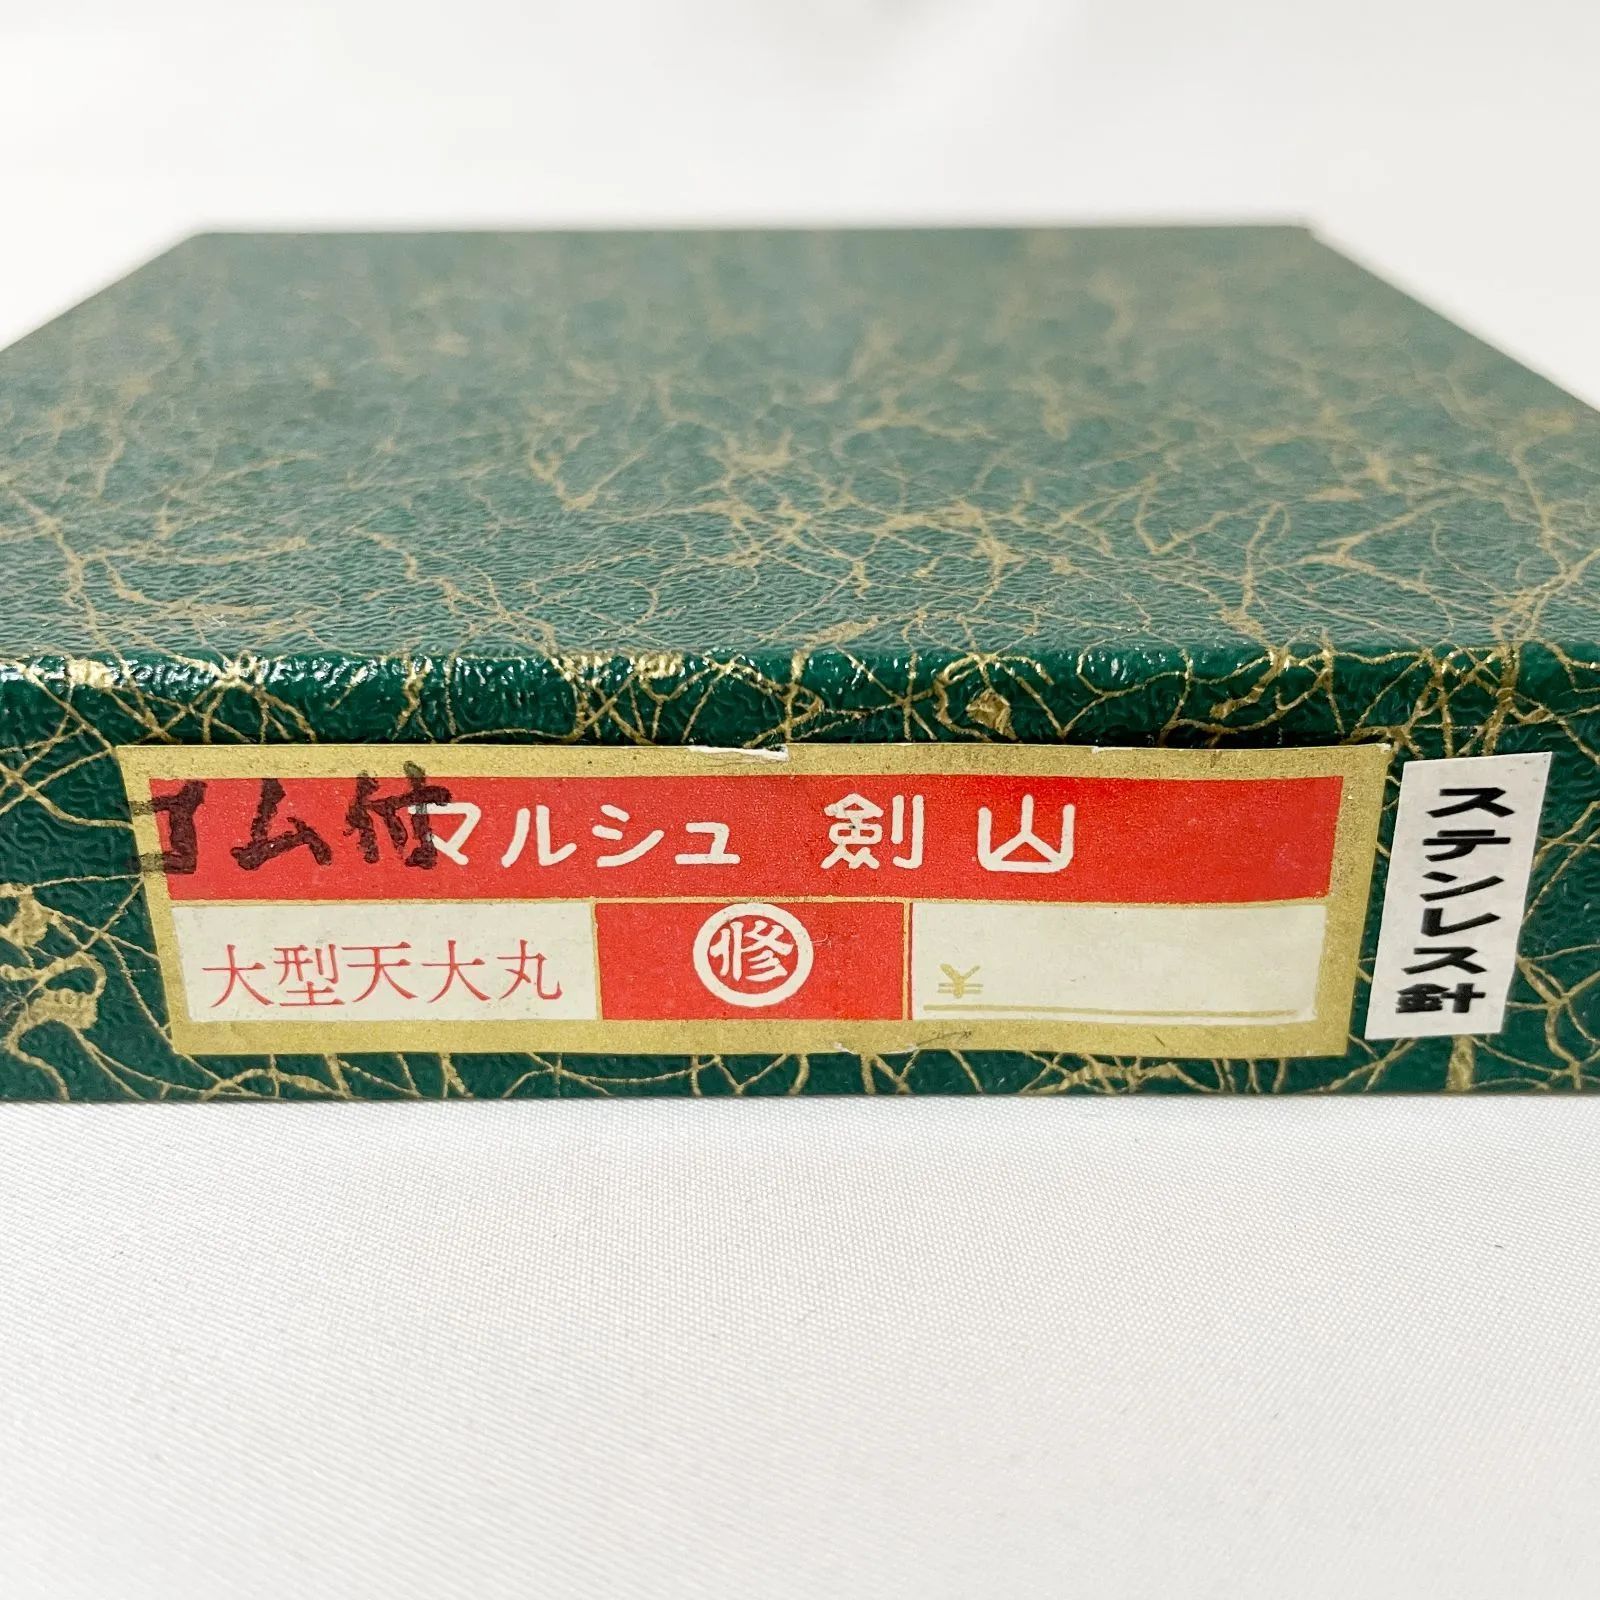 ゴム付
マルシュ 劍山
大型天大丸
修
¥
ステンレス針